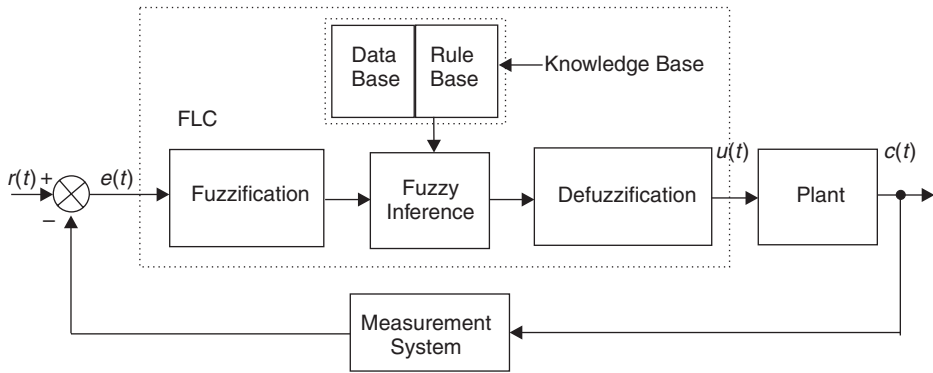 Data
Base
Rule
Base
Knowledge Base
FLC
r(t) +
e(t)
Fuzzification
Fuzzy
Inference
Defuzzification
u(t)
Plant
c(t)
−
Measurement
System